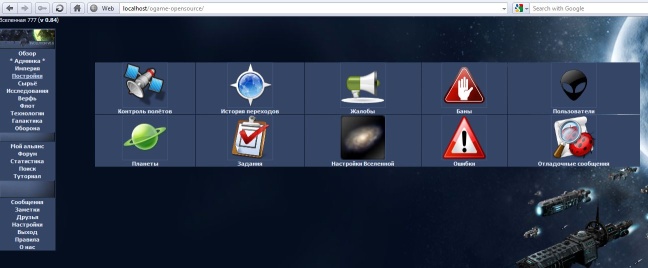 Web
localhost/ogame-opensource/
Search with Google
Вселенная 777 (v 0.84)
Обзор
* Админка *
Империя
Постройки
Сырьё
Исследования
Верфь
Флот
Технологии
Галактика
Оборона
Мой альянс
Форум
Статистика
Поиск
Туториал
Сообщения
Заметки
Друзья
Настройки
Выход
Правила
О нас
Контроль полётов
История переходов
Жалобы
Баны
Пользователи
Планеты
Задания
Настройки Вселенной
Ошибки
Отладочные сообщения